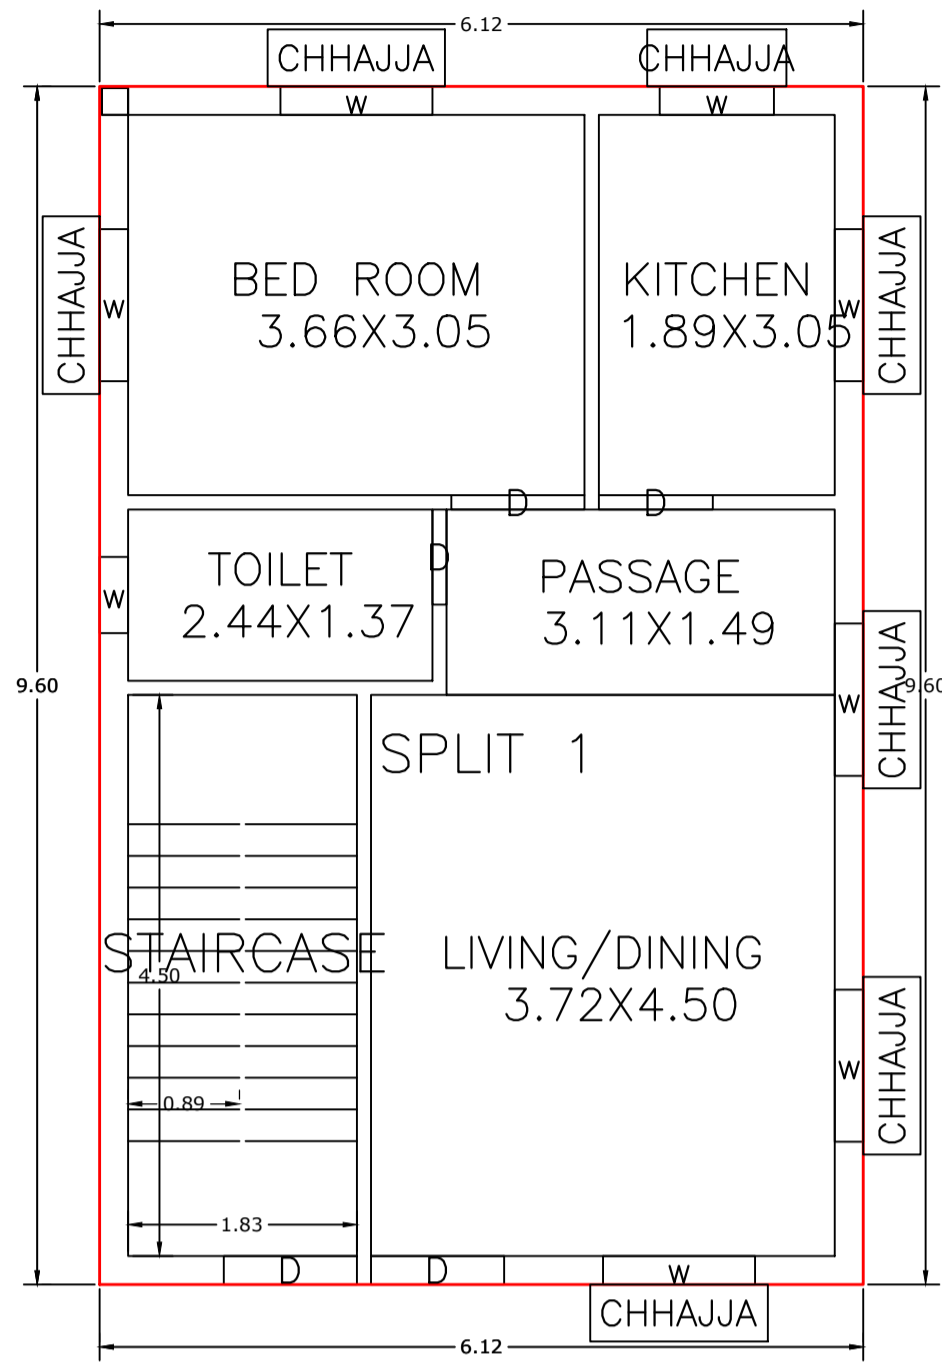 6.12
CHHAJJA
CHHAJJA
W
W
CHHAJJA
W
BED ROOM
3.66X3.05
KITCHEN
1.89X3.05
W
CHHAJJA
D
D
D
TOILET
2.44X1.37
W
PASSAGE
3.11X1.49
9.60
9.60
W
CHHAJJA
SPLIT 1
STAIRCASE
4.50
LIVING/DINING
3.72X4.50
W
CHHAJJA
0.89
1.83
D
D
W
CHHAJJA
6.12